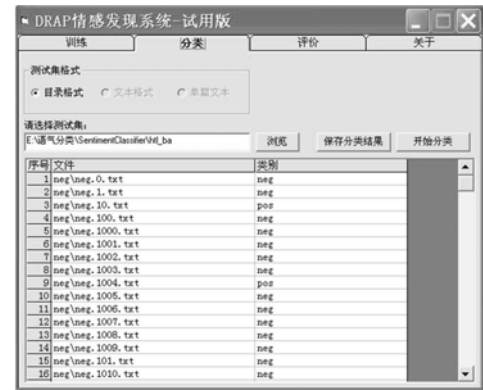 DRAP情感发现系统-试用版
训练 分类 评价 关于
测试集格式
目录格式 文本格式 单篇文本
请选择测试集:
E:\语气分类\SentimentClassifier\htl_ba 浏览 保存分类结果 开始分类
序号 文件 类别
1 neg\neg.0.txt neg
2 neg\neg.1.txt neg
3 neg\neg.10.txt pos
4 neg\neg.100.txt neg
5 neg\neg.1000.txt neg
6 neg\neg.1001.txt neg
7 neg\neg.1002.txt neg
8 neg\neg.1003.txt neg
9 neg\neg.1004.txt pos
10 neg\neg.1005.txt neg
11 neg\neg.1006.txt neg
12 neg\neg.1007.txt neg
13 neg\neg.1008.txt neg
14 neg\neg.1009.txt neg
15 neg\neg.101.txt neg
16 neg\neg.1010.txt neg